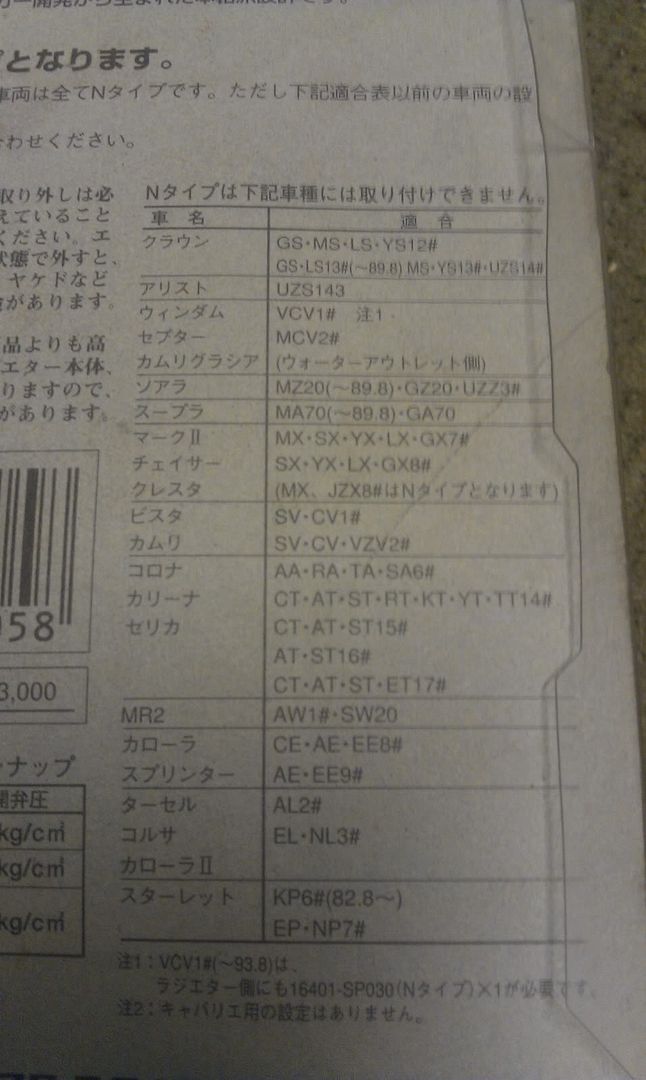 となります。
車両は全てNタイプです。ただし下記適合表以前の車両の設
わせください。
取り外しは必
えていること
ください。エ
状態で外すと、
ヤケドなど
があります。
品よりも高
エター本体、
りますので、
があります。
Nタイプは下記車種には取り付けできません。
車 名 適 合
クラウン GS・MS・LS・YS12#
GS・LS13#(〜89.8) MS・YS13#・UZS14#
アリスト UZS143
ウィンダム VCV1# 注1
セプター MCV2#
カムリグラシア (ウォーターアウトレット側)
ソアラ MZ20(〜89.8)・GZ20・UZZ3#
スープラ MA70(〜89.8)・GA70
マークⅡ MX・SX・YX・LX・GX7#
チェイサー SX・YX・LX・GX8#
クレスタ (MX、JZX8#はNタイプとなります)
ビスタ SV・CV1#
カムリ SV・CV・VZV2#
コロナ AA・RA・TA・SA6#
カリーナ CT・AT・ST・RT・KT・YT・TT14#
セリカ CT・AT・ST15#
AT・ST16#
CT・AT・ST・ET17#
MR2 AW1#・SW20
カローラ CE・AE・EE8#
スプリンター AE・EE9#
ターセル AL2#
コルサ EL・NL3#
カローラⅡ
スターレット KP6#(82.8〜)
EP・NP7#
注1：VCV1#(〜93.8)は、
ラジエター側にも16401-SP030(Nタイプ)×1が必要です。
注2：キャバリエ用の設定はありません。
58
3,000
ナップ
開弁圧
kg/c㎡
kg/c㎡
kg/c㎡